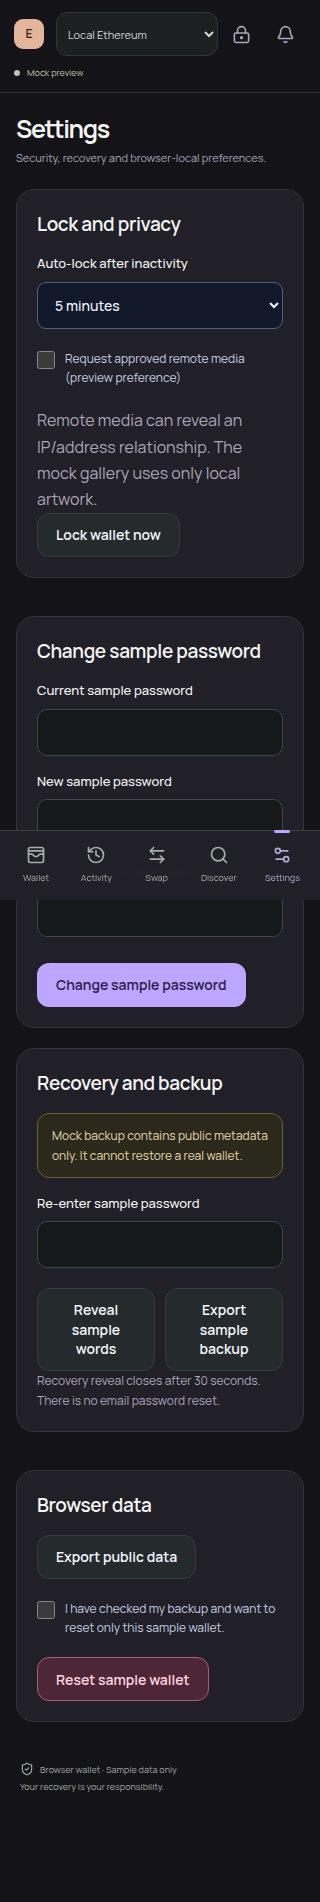 E
Local Ethereum
Mock preview
Settings
Security, recovery and browser-local preferences.
Lock and privacy
Auto-lock after inactivity
5 minutes
Request approved remote media
(preview preference)
Remote media can reveal an
IP/address relationship. The
mock gallery uses only local
artwork.
Lock wallet now
Change sample password
Current sample password
New sample password
Wallet
Activity
Swap
Discover
Settings
Change sample password
Recovery and backup
Mock backup contains public metadata
only. It cannot restore a real wallet.
Re-enter sample password
Reveal
sample
words
Export
sample
backup
Recovery reveal closes after 30 seconds.
There is no email password reset.
Browser data
Export public data
I have checked my backup and want to
reset only this sample wallet.
Reset sample wallet
Browser wallet · Sample data only
Your recovery is your responsibility.